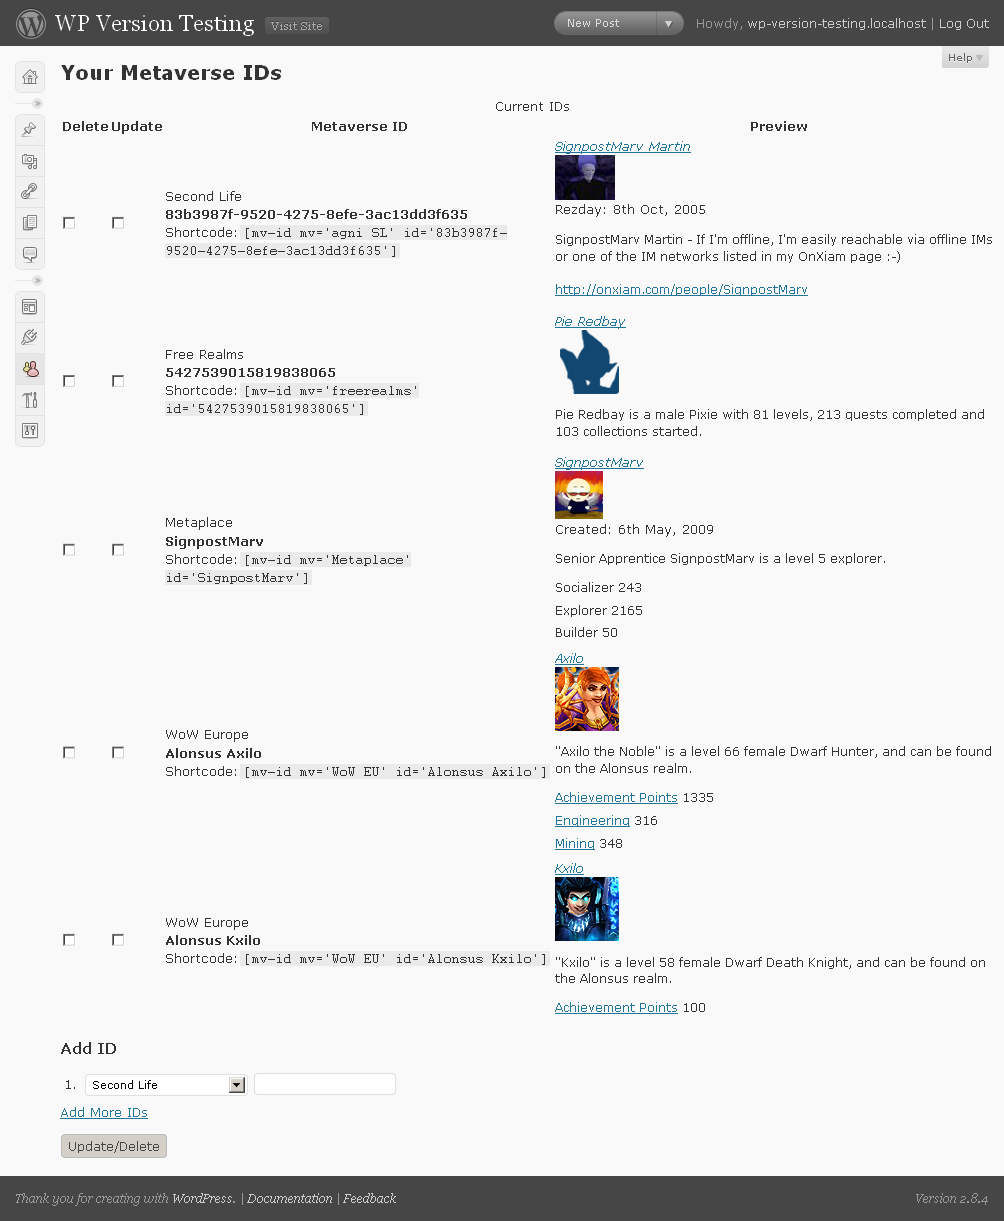 WP Version Testing Visit Site New Post Howdy, wp-version-testing.localhost | Log Out
Help
Your Metaverse IDs
Current IDs
Delete Update Metaverse ID Preview
Second Life
83b3987f-9520-4275-8efe-3ac13dd3f635
Shortcode: [mv-id mv='agni SL' id='83b3987f-
9520-4275-8efe-3ac13dd3f635']
SignpostMarv Martin
Rezday: 8th Oct, 2005
SignpostMarv Martin - If I'm offline, I'm easily reachable via offline IMs
or one of the IM networks listed in my OnXiam page :-)
http://onxiam.com/people/SignpostMarv
Free Realms
5427539015819838065
Shortcode: [mv-id mv='freerealms'
id='5427539015819838065']
Pie Redbay
Pie Redbay is a male Pixie with 81 levels, 213 quests completed and
103 collections started.
Metaplace
SignpostMarv
Shortcode: [mv-id mv='Metaplace'
id='SignpostMarv']
SignpostMarv
Created: 6th May, 2009
Senior Apprentice SignpostMarv is a level 5 explorer.
Socializer 243
Explorer 2165
Builder 50
WoW Europe
Alonsus Axilo
Shortcode: [mv-id mv='WoW EU' id='Alonsus Axilo']
Axilo
"Axilo the Noble" is a level 66 female Dwarf Hunter, and can be found
on the Alonsus realm.
Achievement Points 1335
Engineering 316
Mining 348
WoW Europe
Alonsus Kxilo
Shortcode: [mv-id mv='WoW EU' id='Alonsus Kxilo']
Kxilo
"Kxilo" is a level 58 female Dwarf Death Knight, and can be found on
the Alonsus realm.
Achievement Points 100
Add ID
1. Second Life
Add More IDs
Update/Delete
Thank you for creating with WordPress. | Documentation | Feedback Version 2.8.4